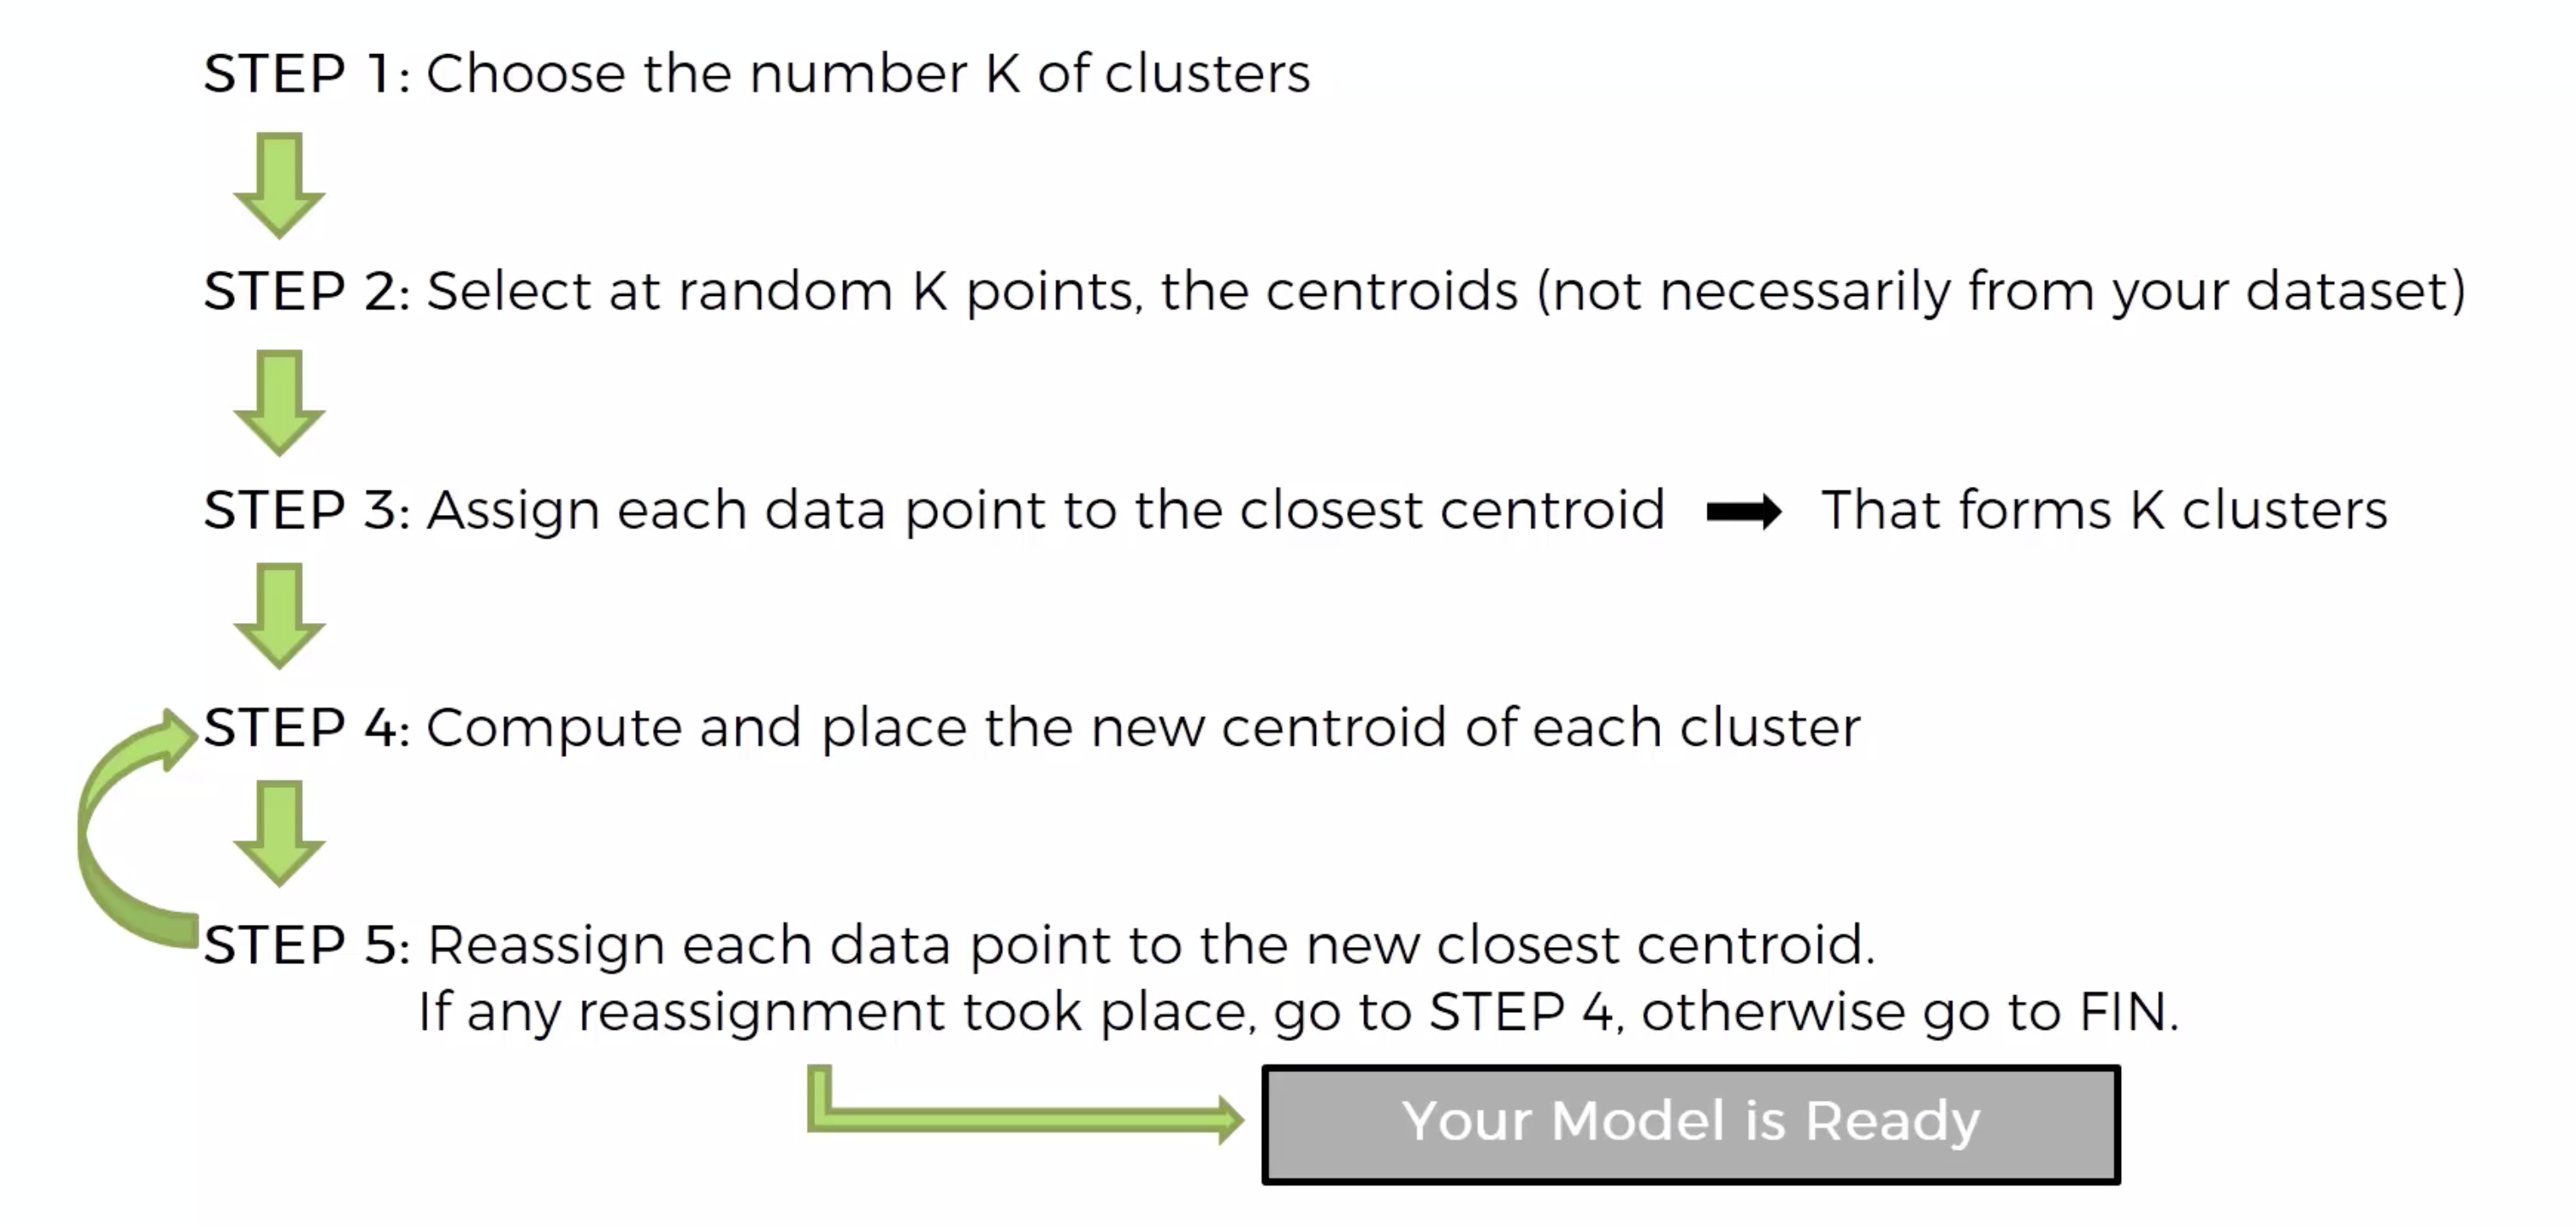 STEP 1: Choose the number K of clusters
STEP 2: Select at random K points, the centroids (not necessarily from your dataset)
STEP 3: Assign each data point to the closest centroid That forms K clusters
STEP 4: Compute and place the new centroid of each cluster
STEP 5: Reassign each data point to the new closest centroid.
If any reassignment took place, go to STEP 4, otherwise go to FIN.
Your Model is Ready